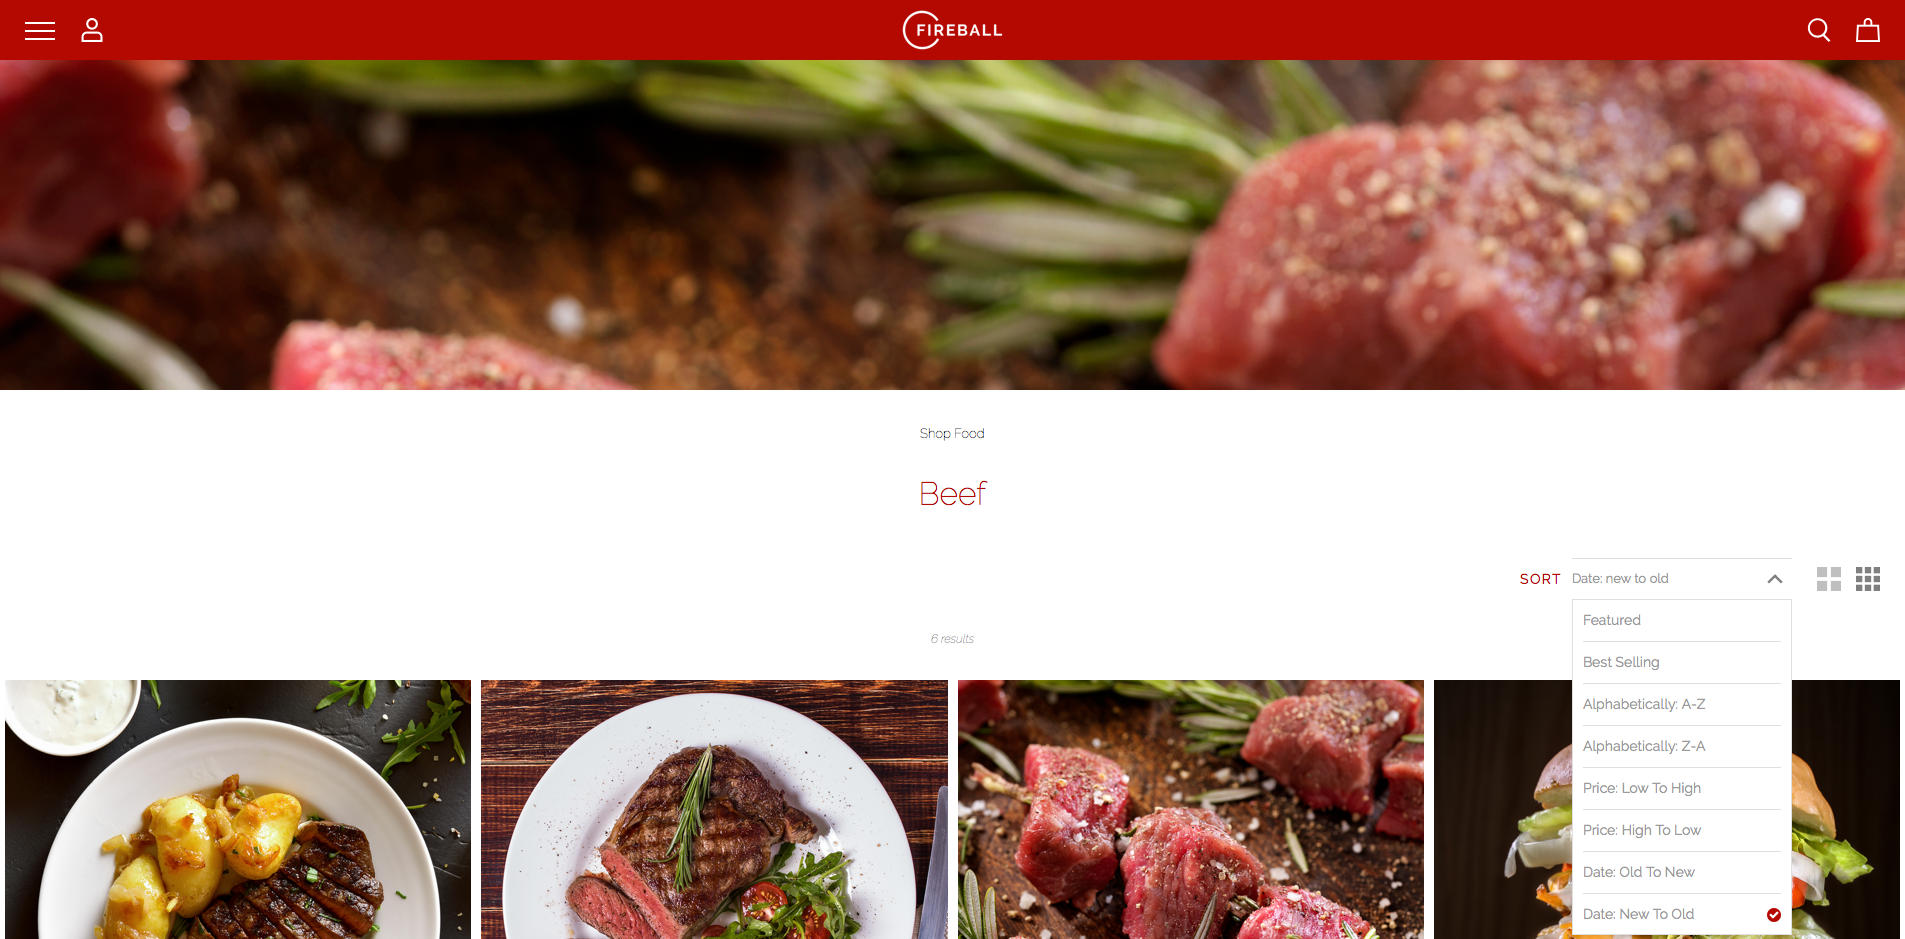 FIREBALL
Shop Food
Beef
SORT
Date: new to old
Featured
Best Selling
Alphabetically: A-Z
Alphabetically: Z-A
Price: Low To High
Price: High To Low
Date: Old To New
Date: New To Old
6 results